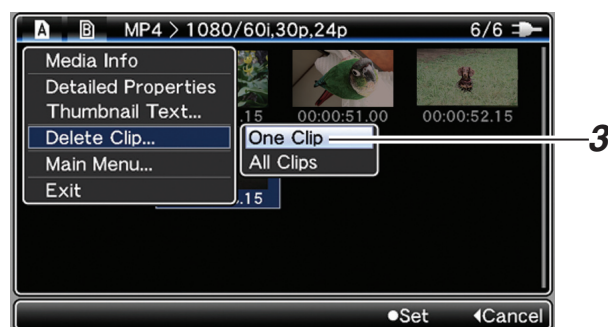 A B MP4 > 1080/60i,30p,24p 6/6
Media Info
Detailed Properties
Thumbnail Text...
.15 00:00:51.00 00:00:52.15
Delete Clip...
One Clip
3
Main Menu...
All Clips
Exit
.15
●Set ◀Cancel